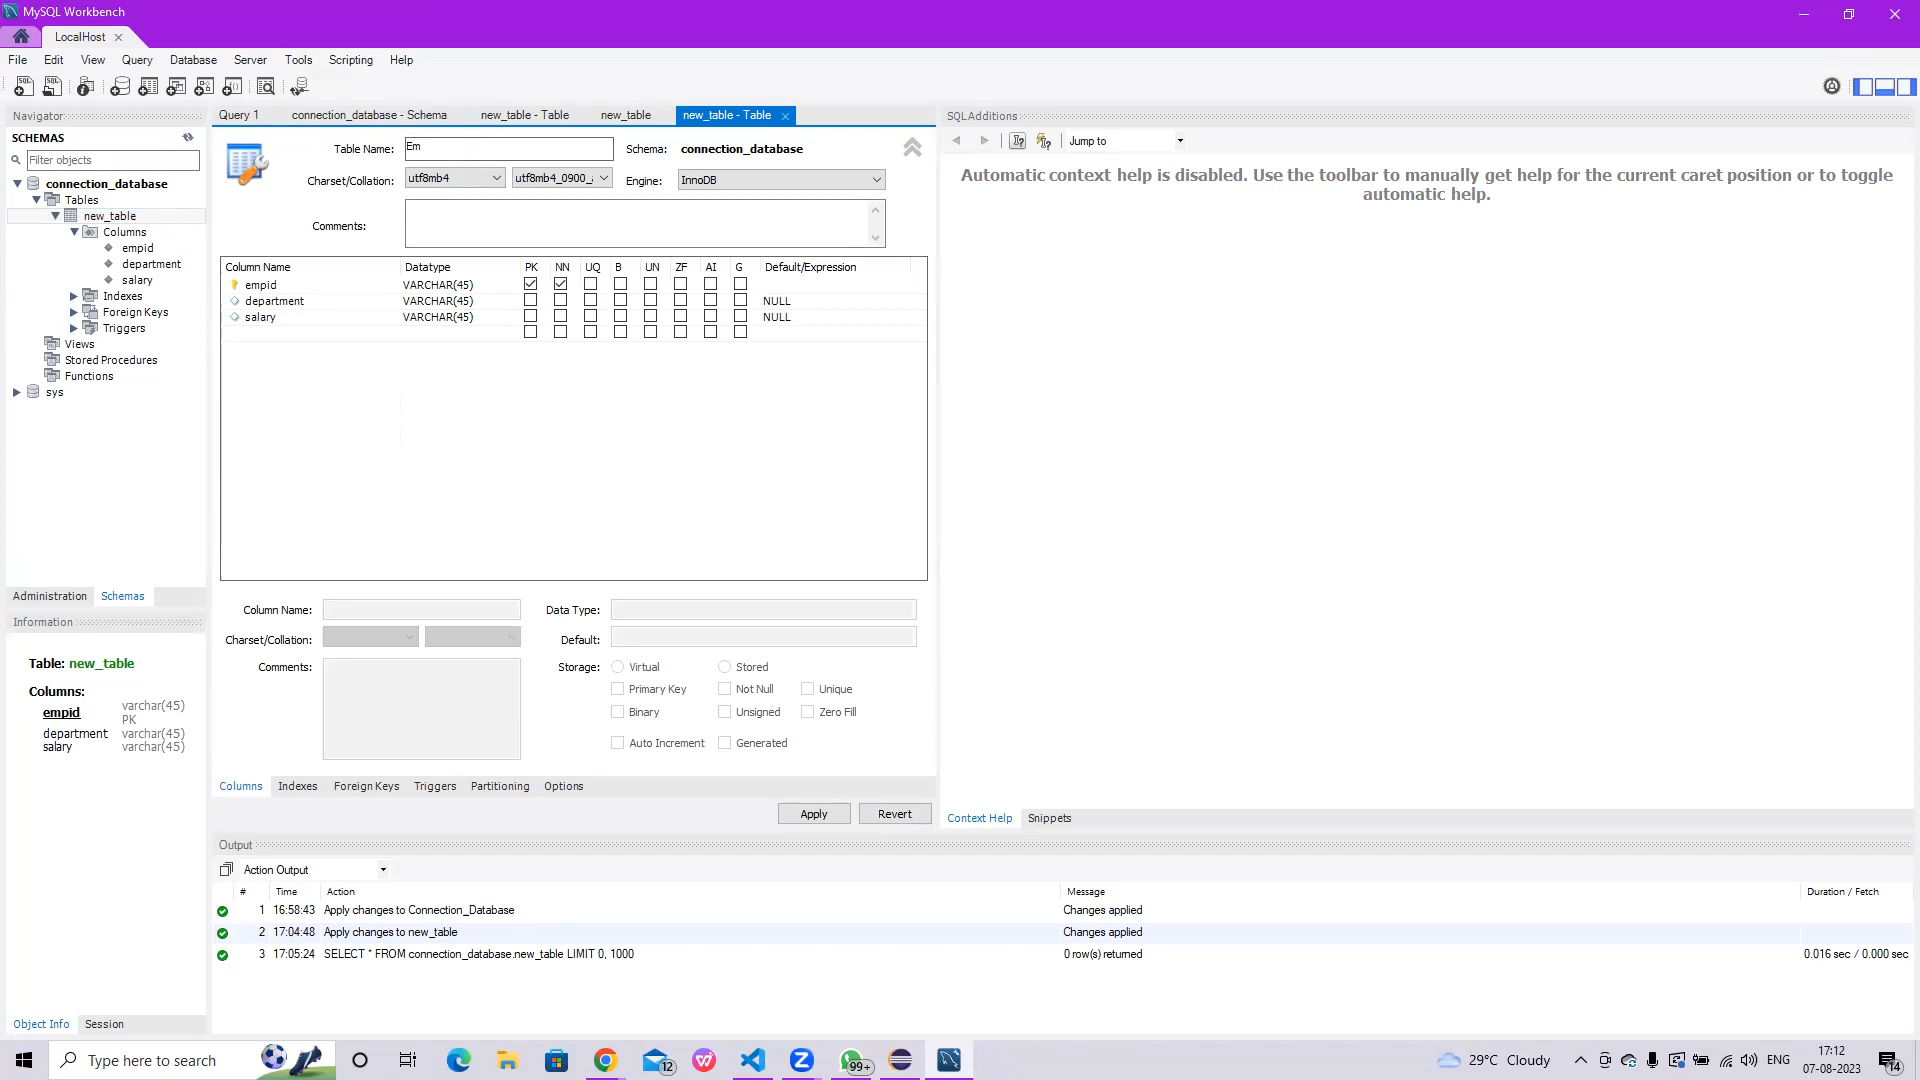 MySQL Workbench
LocalHost
File Edit View Query Database Server Tools Scripting Help
Navigator
SCHEMAS
Filter objects
connection_database
Tables
new_table
Columns
empid
department
salary
Indexes
Foreign Keys
Triggers
Views
Stored Procedures
Functions
sys
Administration Schemas
Information
Table: new_table
Columns:
empid varchar(45) PK
department varchar(45)
salary varchar(45)
Object Info Session
Query 1 connection_database - Schema new_table - Table new_table new_table - Table
Table Name: Em Schema: connection_database
Charset/Collation: utf8mb4 utf8mb4_0900_ Engine: InnoDB
Comments:
Column Name Datatype PK NN UQ B UN ZF AI G Default/Expression
empid VARCHAR(45)
department VARCHAR(45) NULL
salary VARCHAR(45) NULL
Column Name: Data Type:
Charset/Collation: Default:
Comments: Storage: Virtual Stored
Primary Key Not Null Unique
Binary Unsigned Zero Fill
Auto Increment Generated
Columns Indexes Foreign Keys Triggers Partitioning Options
Apply Revert
SQLAdditions
Jump to
Automatic context help is disabled. Use the toolbar to manually get help for the current caret position or to toggle
automatic help.
Context Help Snippets
Output
Action Output
# Time Action Message Duration / Fetch
1 16:58:43 Apply changes to Connection_Database Changes applied
2 17:04:48 Apply changes to new_table Changes applied
3 17:05:24 SELECT * FROM connection_database.new_table LIMIT 0, 1000 0 row(s) returned 0.016 sec / 0.000 sec
Type here to search 12 99+ 29°C Cloudy ENG 17:12
07-08-2023 14